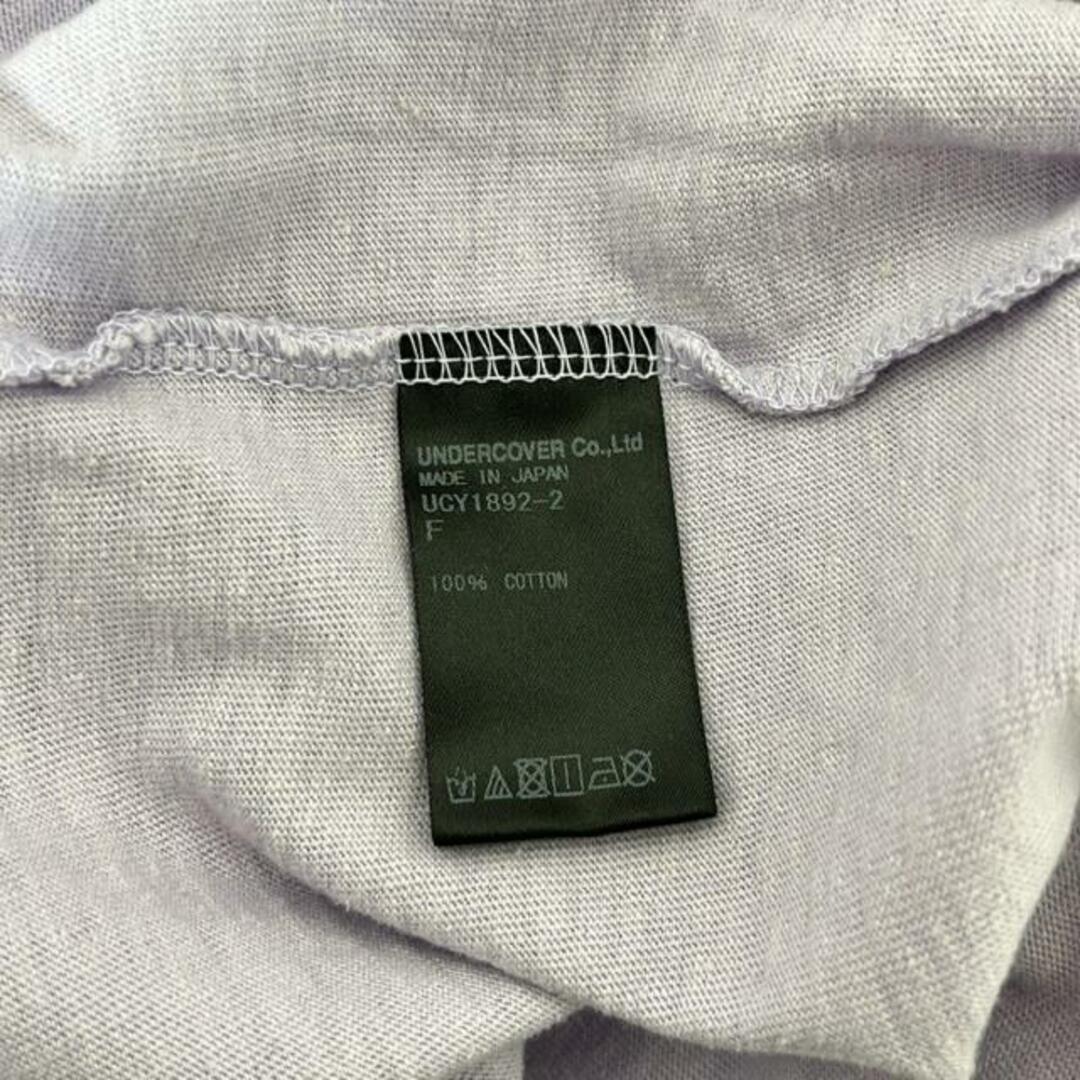 UNDERCOVER Co.,Ltd
MADE IN JAPAN
UCY1892-2
F
100% COTTON